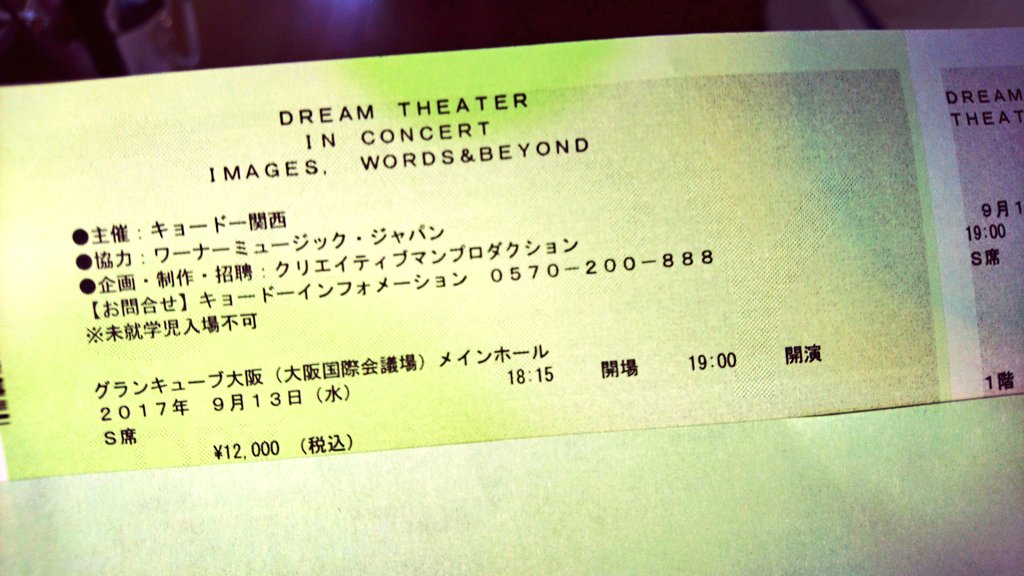 DREAM THEATER
IN CONCERT
IMAGES, WORDS&BEYOND
●主催：キョードー関西
●協力：ワーナーミュージック・ジャパン
●企画・制作・招聘：クリエイティブマンプロダクション
【お問合せ】キョードーインフォメーション ０５７０－２００－８８８
※未就学児入場不可
グランキューブ大阪（大阪国際会議場）メインホール
２０１７年 ９月１３日（水） 18:15 開場 19:00 開演
Ｓ席
¥12,000 （税込）
DREAM
THEAT
９月１
19:00
Ｓ席
１階